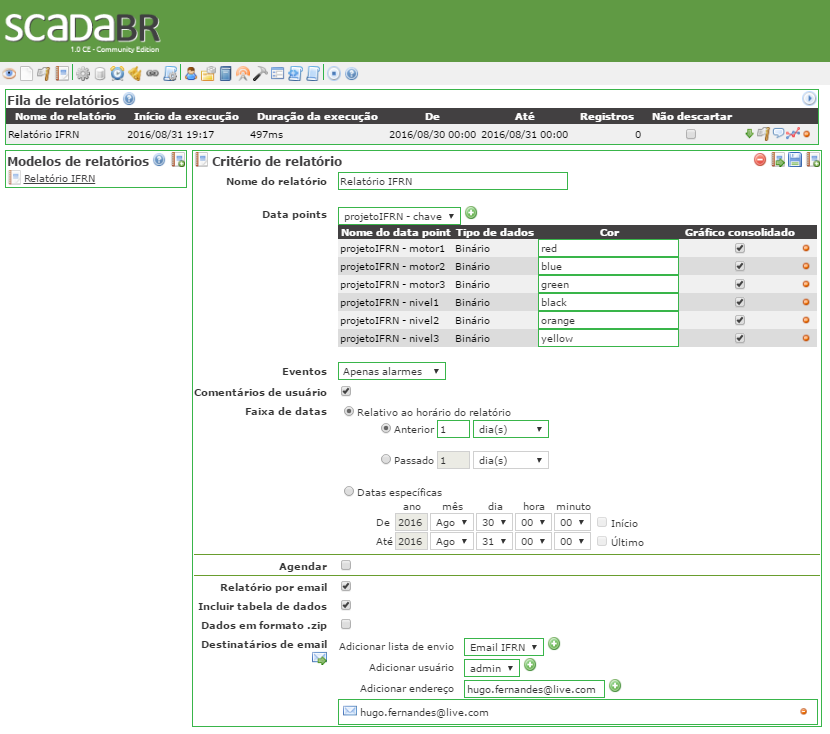 SCADABR
1.0 CE - Community Edition
Fila de relatórios
Nome do relatório Início da execução Duração da execução De Até Registros Não descartar
Relatório IFRN 2016/08/31 19:17 497ms 2016/08/30 00:00 2016/08/31 00:00 0
Modelos de relatórios
Relatório IFRN
Critério de relatório
Nome do relatório Relatório IFRN
Data points projetoIFRN - chave
Nome do data point Tipo de dados Cor Gráfico consolidado
projetoIFRN - motor1 Binário red
projetoIFRN - motor2 Binário blue
projetoIFRN - motor3 Binário green
projetoIFRN - nivel1 Binário black
projetoIFRN - nivel2 Binário orange
projetoIFRN - nivel3 Binário yellow
Eventos Apenas alarmes
Comentários de usuário
Faixa de datas Relativo ao horário do relatório
Anterior 1 dia(s)
Passado 1 dia(s)
Datas específicas
ano mês dia hora minuto
De 2016 Ago 30 00 00 Início
Até 2016 Ago 31 00 00 Último
Agendar
Relatório por email
Incluir tabela de dados
Dados em formato .zip
Destinatários de email Adicionar lista de envio Email IFRN
Adicionar usuário admin
Adicionar endereço hugo.fernandes@live.com
hugo.fernandes@live.com